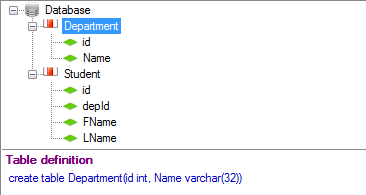 Database
Department
id
Name
Student
id
depId
FName
LName
Table definition
create table Department(id int, Name varchar(32))